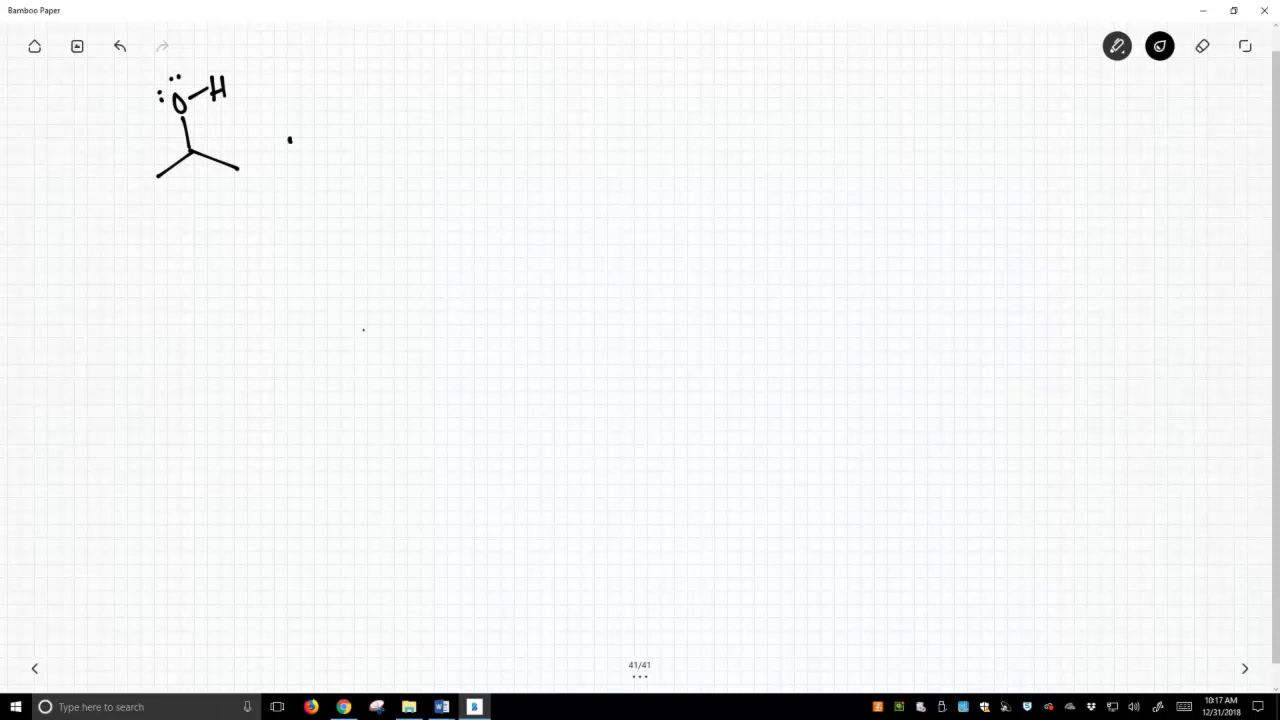 Bamboo Paper
O H
41/41
Type here to search
10:17 AM
12/31/2018